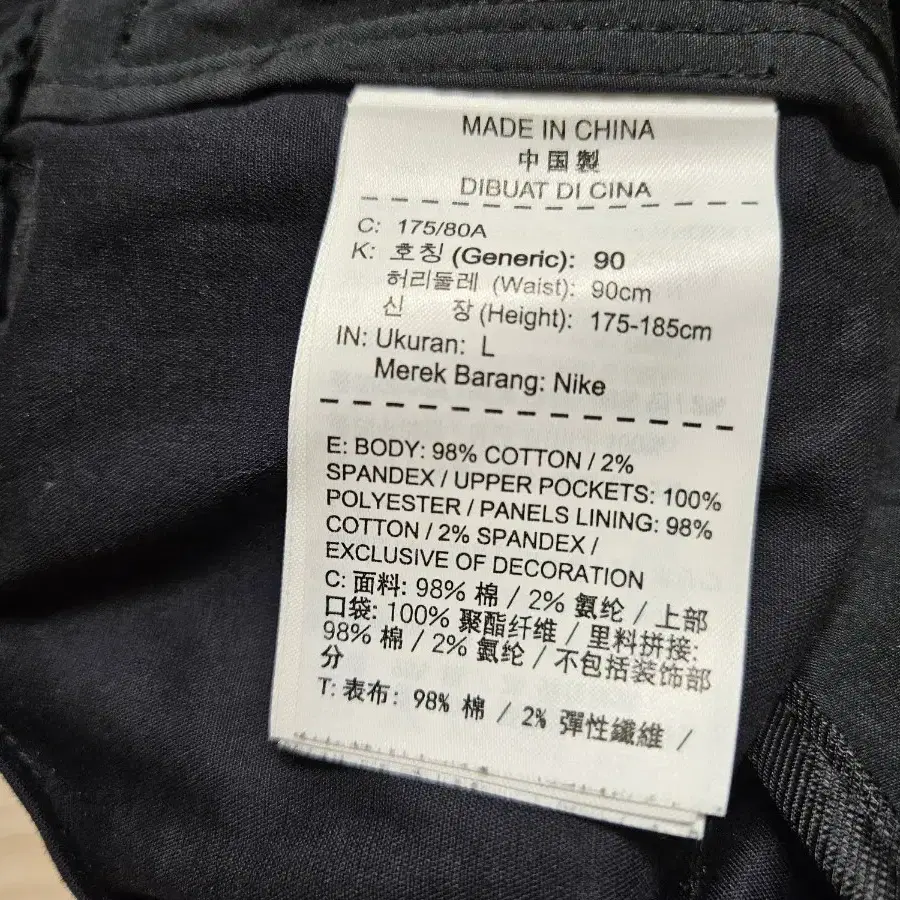 MADE IN CHINA
中国製
DIBUAT DI CINA
C: 175/80A
K: 호칭 (Generic): 90
허리둘레 (Waist): 90cm
신 장 (Height): 175-185cm
IN: Ukuran: L
Merek Barang: Nike
E: BODY: 98% COTTON / 2%
SPANDEX / UPPER POCKETS: 100%
POLYESTER / PANELS LINING: 98%
COTTON / 2% SPANDEX /
EXCLUSIVE OF DECORATION
C: 面料: 98% 棉 / 2% 氨纶 / 上部
口袋: 100% 聚酯纤维 / 里料拼接:
98% 棉 / 2% 氨纶 / 不包括装饰部
分
T: 表布: 98% 棉 / 2% 彈性纖維 /